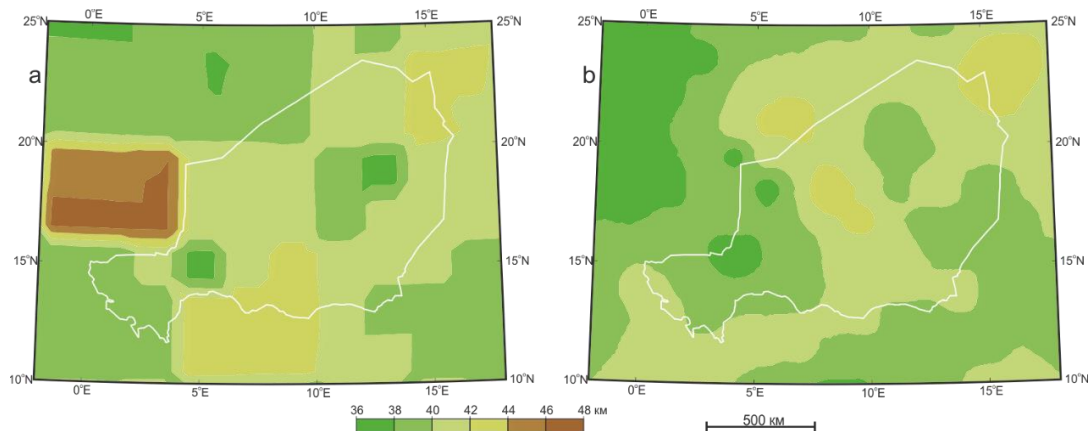 0°E 5°E 10°E 15°E 0°E 5°E 10°E 15°E
25°N 25°N 25°N 25°N
a b
20°N 20°N 20°N 20°N
15°N 15°N 15°N 15°N
10°N 10°N 10°N 10°N
0°E 5°E 10°E 15°E 0°E 5°E 10°E 15°E
36 38 40 42 44 46 48 км
500 км